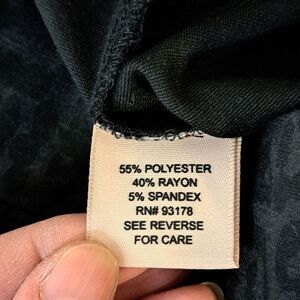 55% POLYESTER
40% RAYON
5% SPANDEX
RN# 93178
SEE REVERSE
FOR CARE